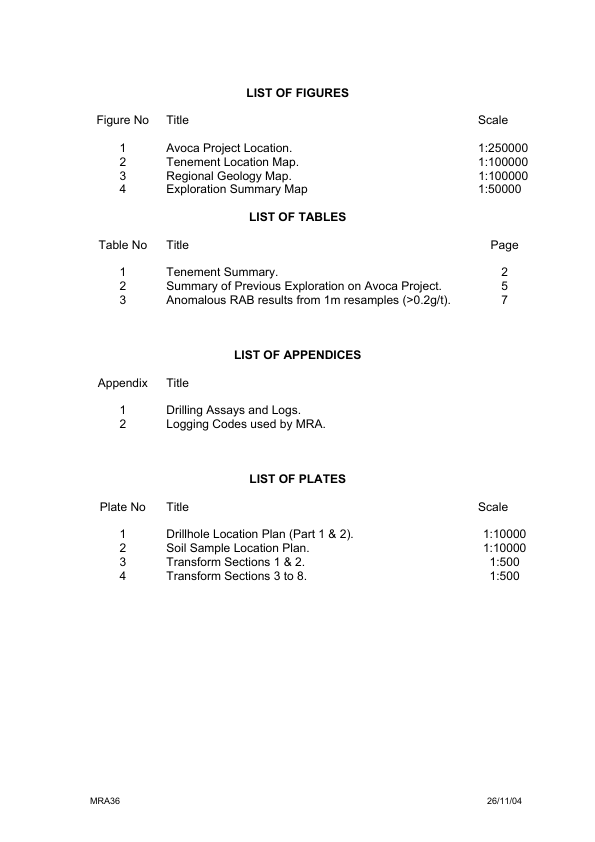 LIST OF FIGURES
Figure No Title Scale
1 Avoca Project Location. 1:250000
2 Tenement Location Map. 1:100000
3 Regional Geology Map. 1:100000
4 Exploration Summary Map 1:50000
LIST OF TABLES
Table No Title Page
1 Tenement Summary. 2
2 Summary of Previous Exploration on Avoca Project. 5
3 Anomalous RAB results from 1m resamples (>0.2g/t). 7
LIST OF APPENDICES
Appendix Title
1 Drilling Assays and Logs.
2 Logging Codes used by MRA.
LIST OF PLATES
Plate No Title Scale
1 Drillhole Location Plan (Part 1 & 2). 1:10000
2 Soil Sample Location Plan. 1:10000
3 Transform Sections 1 & 2. 1:500
4 Transform Sections 3 to 8. 1:500
MRA36 26/11/04